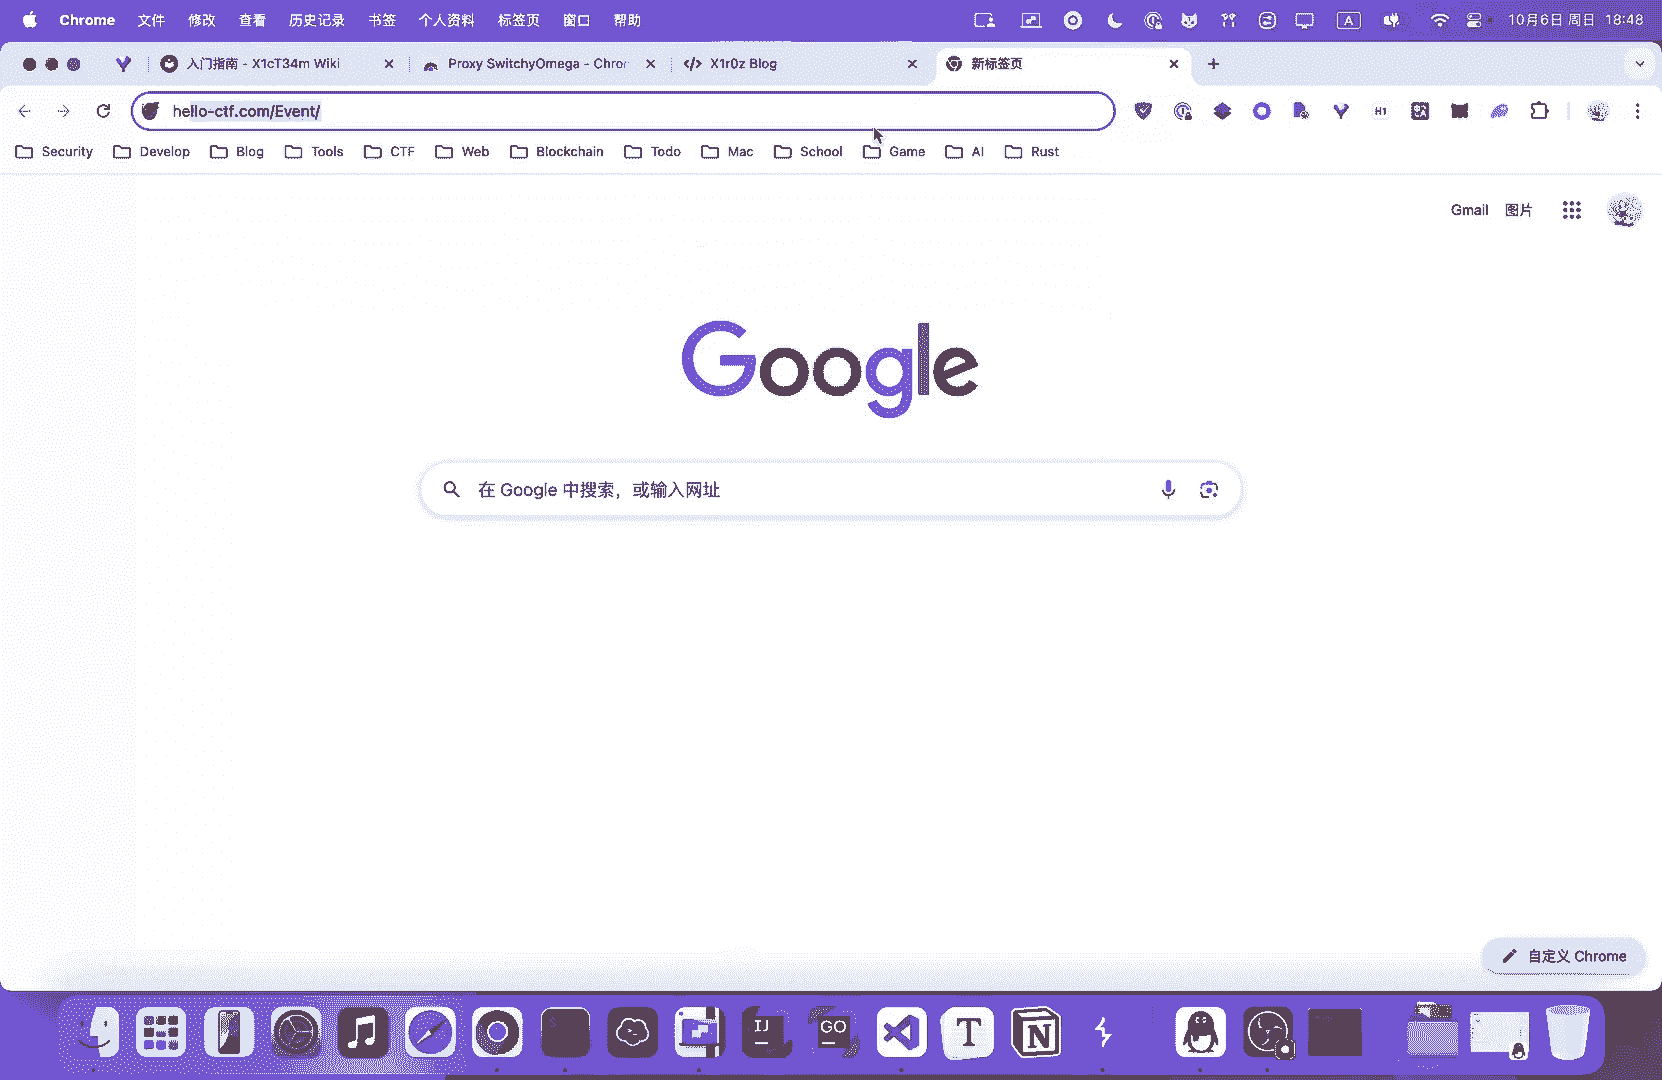 Chrome 文件 修改 查看 历史记录 书签 个人资料 标签页 窗口 帮助 A 10月6日 周日 18:48
入门指南 - X1cT34m Wiki Proxy SwitchyOmega - Chro </> X1r0z Blog 新标签页
hello-ctf.com/Event/ H1
Security Develop Blog Tools CTF Web Blockchain Todo Mac School Game AI Rust
Gmail 图片
Google
在 Google 中搜索，或输入网址
自定义 Chrome
IJ GO T N